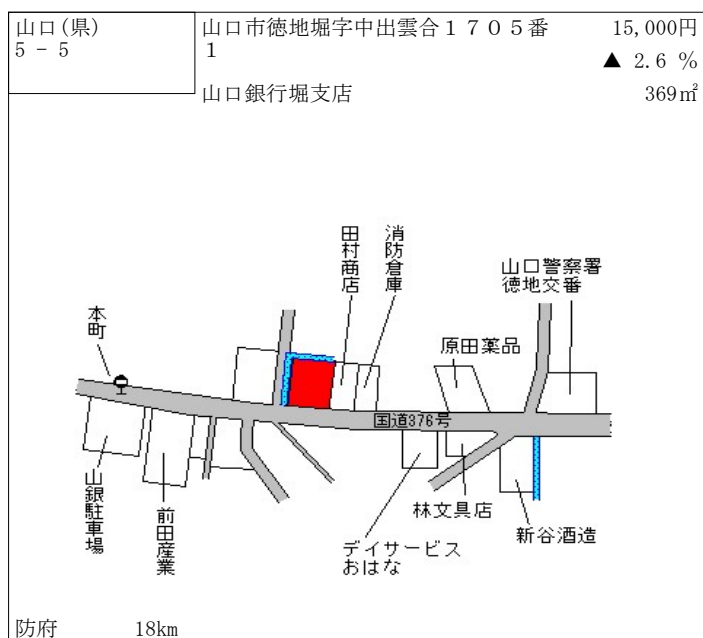 山口(県)
5 - 5
山口市徳地堀字中出雲合1705番
1
15,000円
▲ 2.6 %
山口銀行堀支店
369㎡
田村商店
消防倉庫
山口警察署
徳地交番
本町
原田薬品
国道376号
山銀駐車場
前田産業
林文具店
新谷酒造
デイサービス
おはな
防府 18km